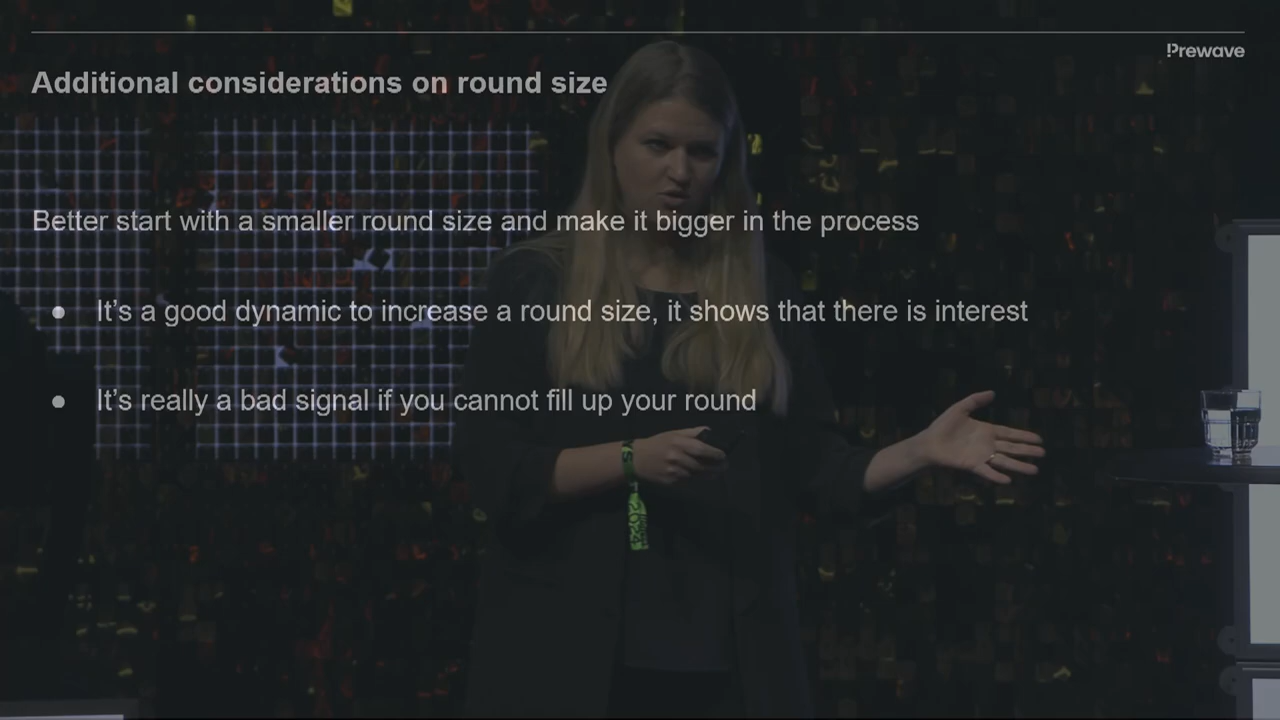 Prewave
Additional considerations on round size
Better start with a smaller round size and make it bigger in the process
● It’s a good dynamic to increase a round size, it shows that there is interest
● It’s really a bad signal if you cannot fill up your round